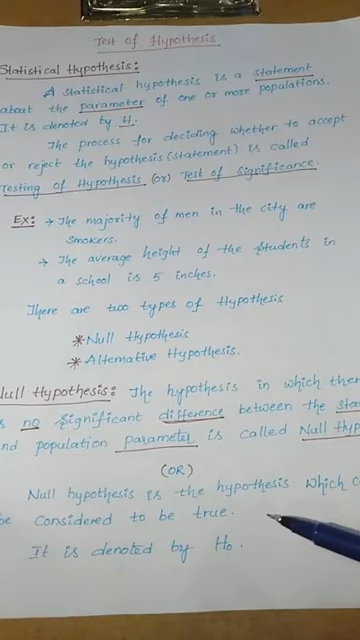 Test of Hypothesis
Statistical Hypothesis:
A statistical hypothesis is a statement
about the parameter of one or more populations.
It is denoted by H.
The process for deciding whether to accept
or reject the hypothesis (statement) is called
Testing of Hypothesis (or) Test of Significance.
Ex: → The majority of men in the city are
smokers.
→ The average height of the students in
a school is 5 inches.
There are two types of Hypothesis
* Null Hypothesis
* Alternative Hypothesis.
Null Hypothesis: The hypothesis in which ther
is no significant difference between the sta
and population parameter is called Null Hyp
(OR)
Null hypothesis is the hypothesis which c
be considered to be true.
It is denoted by H₀.